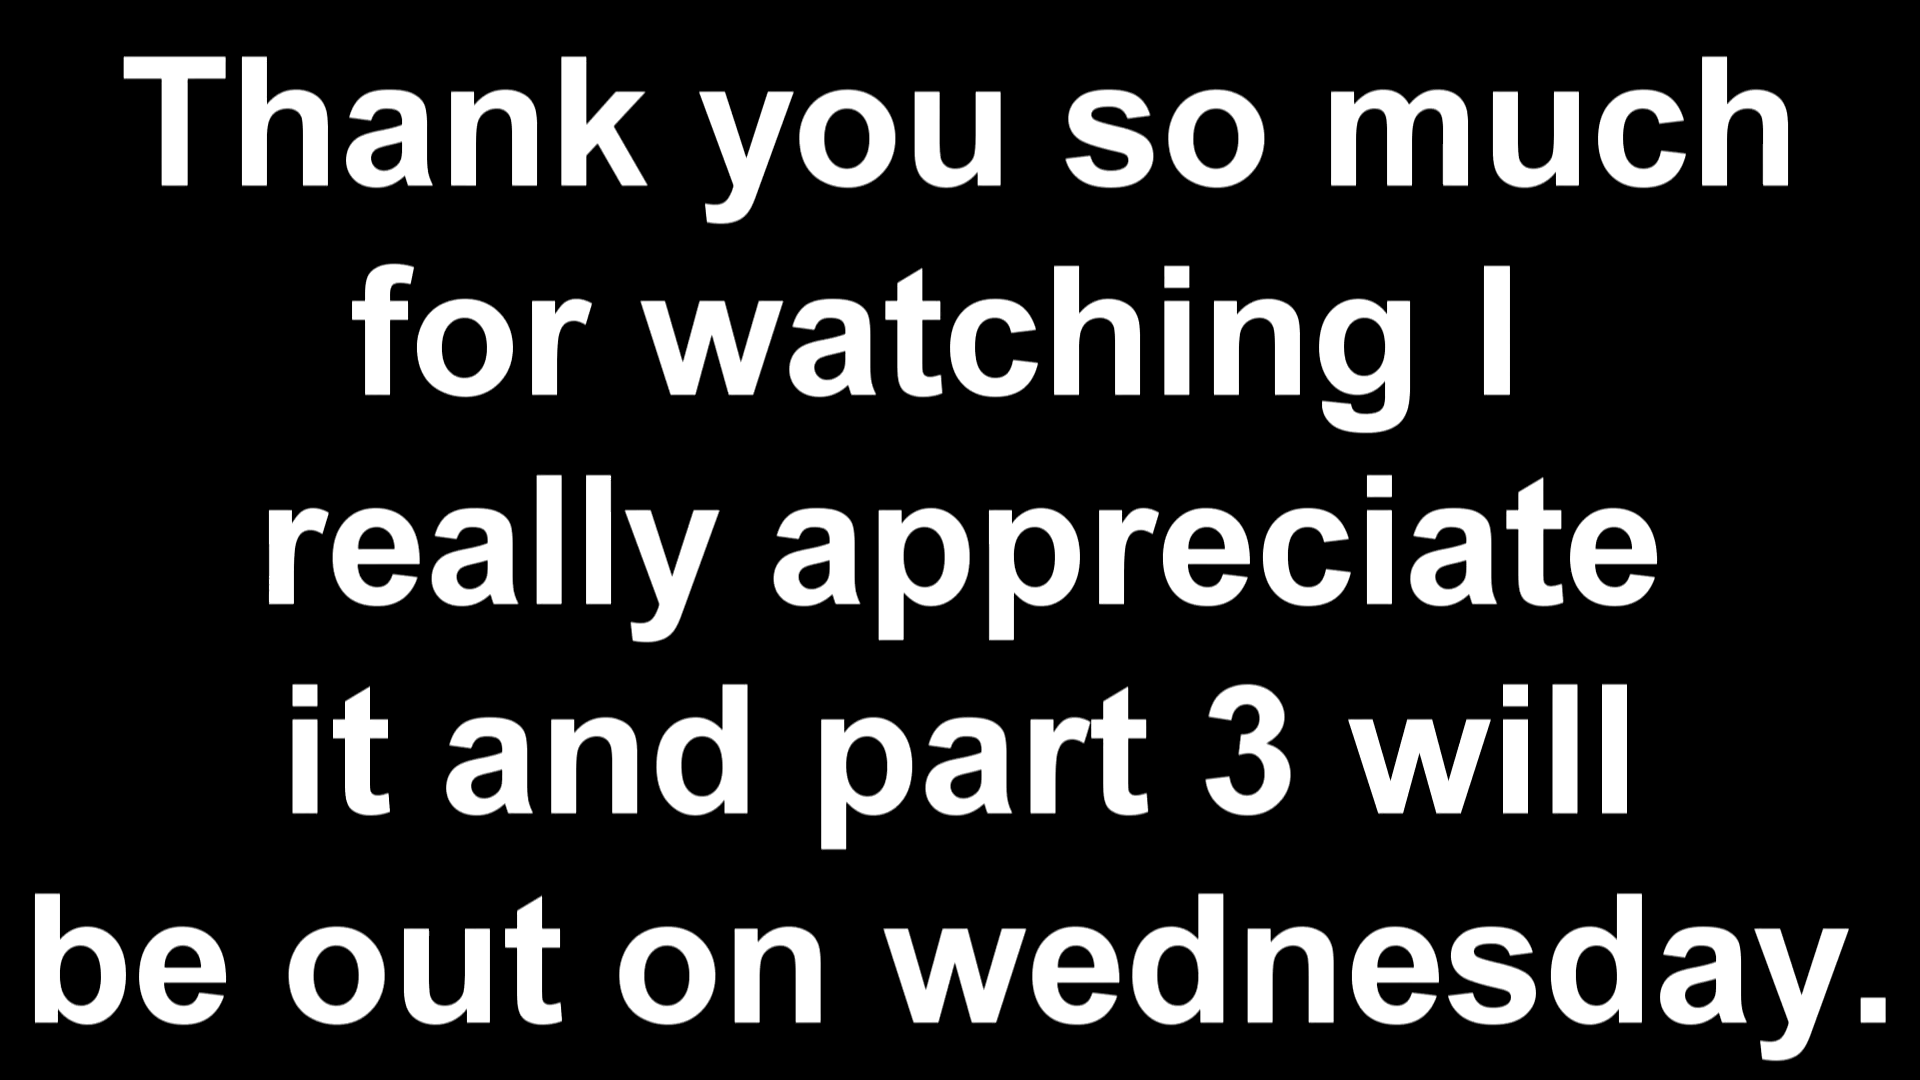 Thank you so much
for watching I
really appreciate
it and part 3 will
be out on wednesday.